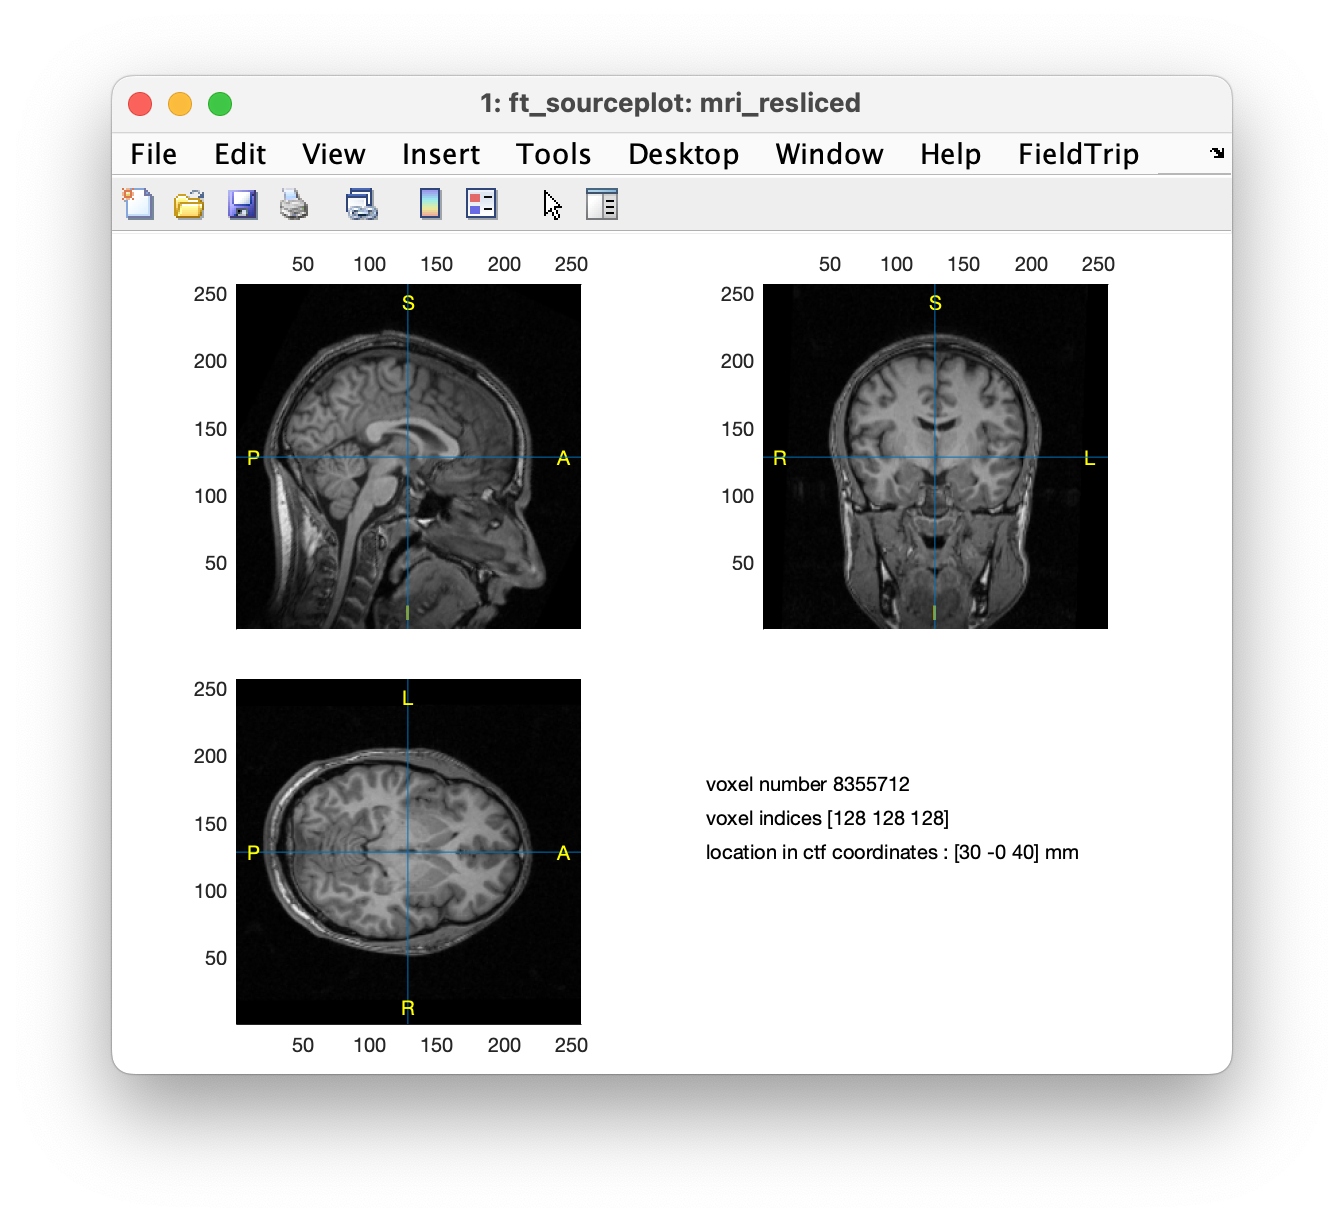 1: ft_sourceplot: mri_resliced
File Edit View Insert Tools Desktop Window Help FieldTrip
50 100 150 200 250
250
200
150
100
50
S
P
A
I
50 100 150 200 250
250
200
150
100
50
S
R
L
I
250
200
150
100
50
L
P
A
R
50 100 150 200 250
voxel number 8355712
voxel indices [128 128 128]
location in ctf coordinates : [30 -0 40] mm